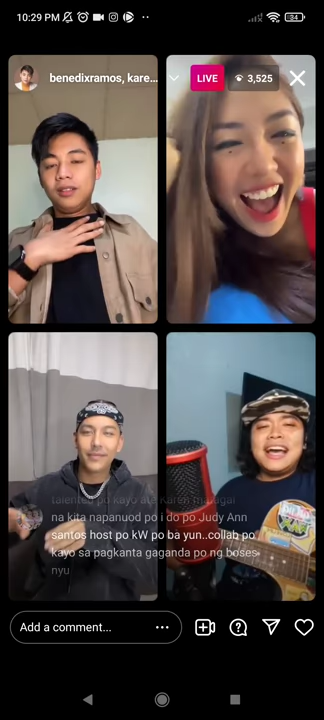 10:29 PM
34
benedixramos, kare...
LIVE
3,525
talented po kayo ate Karen matagal
na kita napanuod po i do po Judy Ann
santos host po kW po ba yun..collab po
kayo sa pagkanta gaganda po ng boses
nyu
Add a comment...